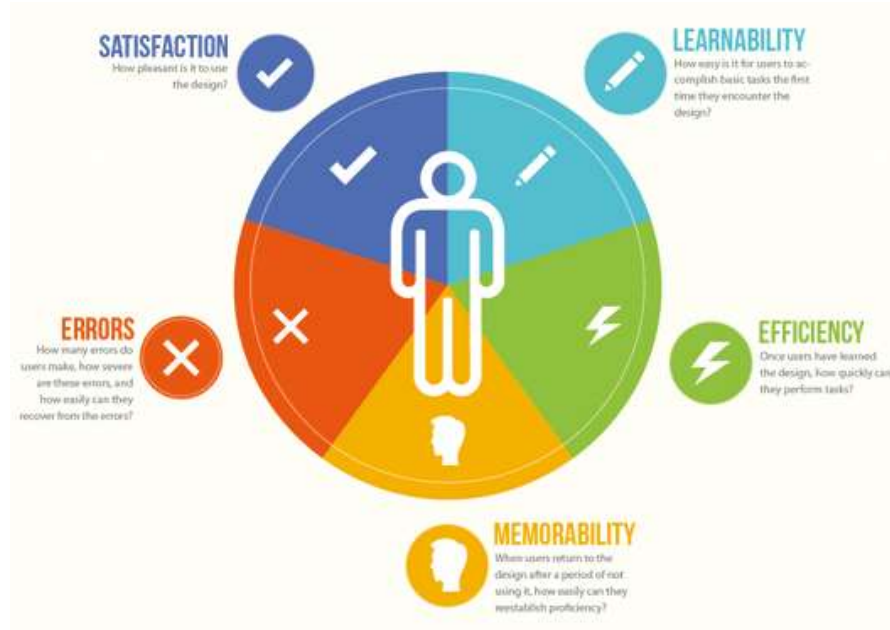 SATISFACTION
How pleasant is it to use
the design?
LEARNABILITY
How easy is it for users to ac-
complish basic tasks the first
time they encounter the
design?
ERRORS
How many errors do
users make, how severe
are these errors, and
how easily can they
recover from the errors?
EFFICIENCY
Once users have learned
the design, how quickly can
they perform tasks?
MEMORABILITY
When users return to the
design after a period of not
using it, how easily can they
reestablish proficiency?